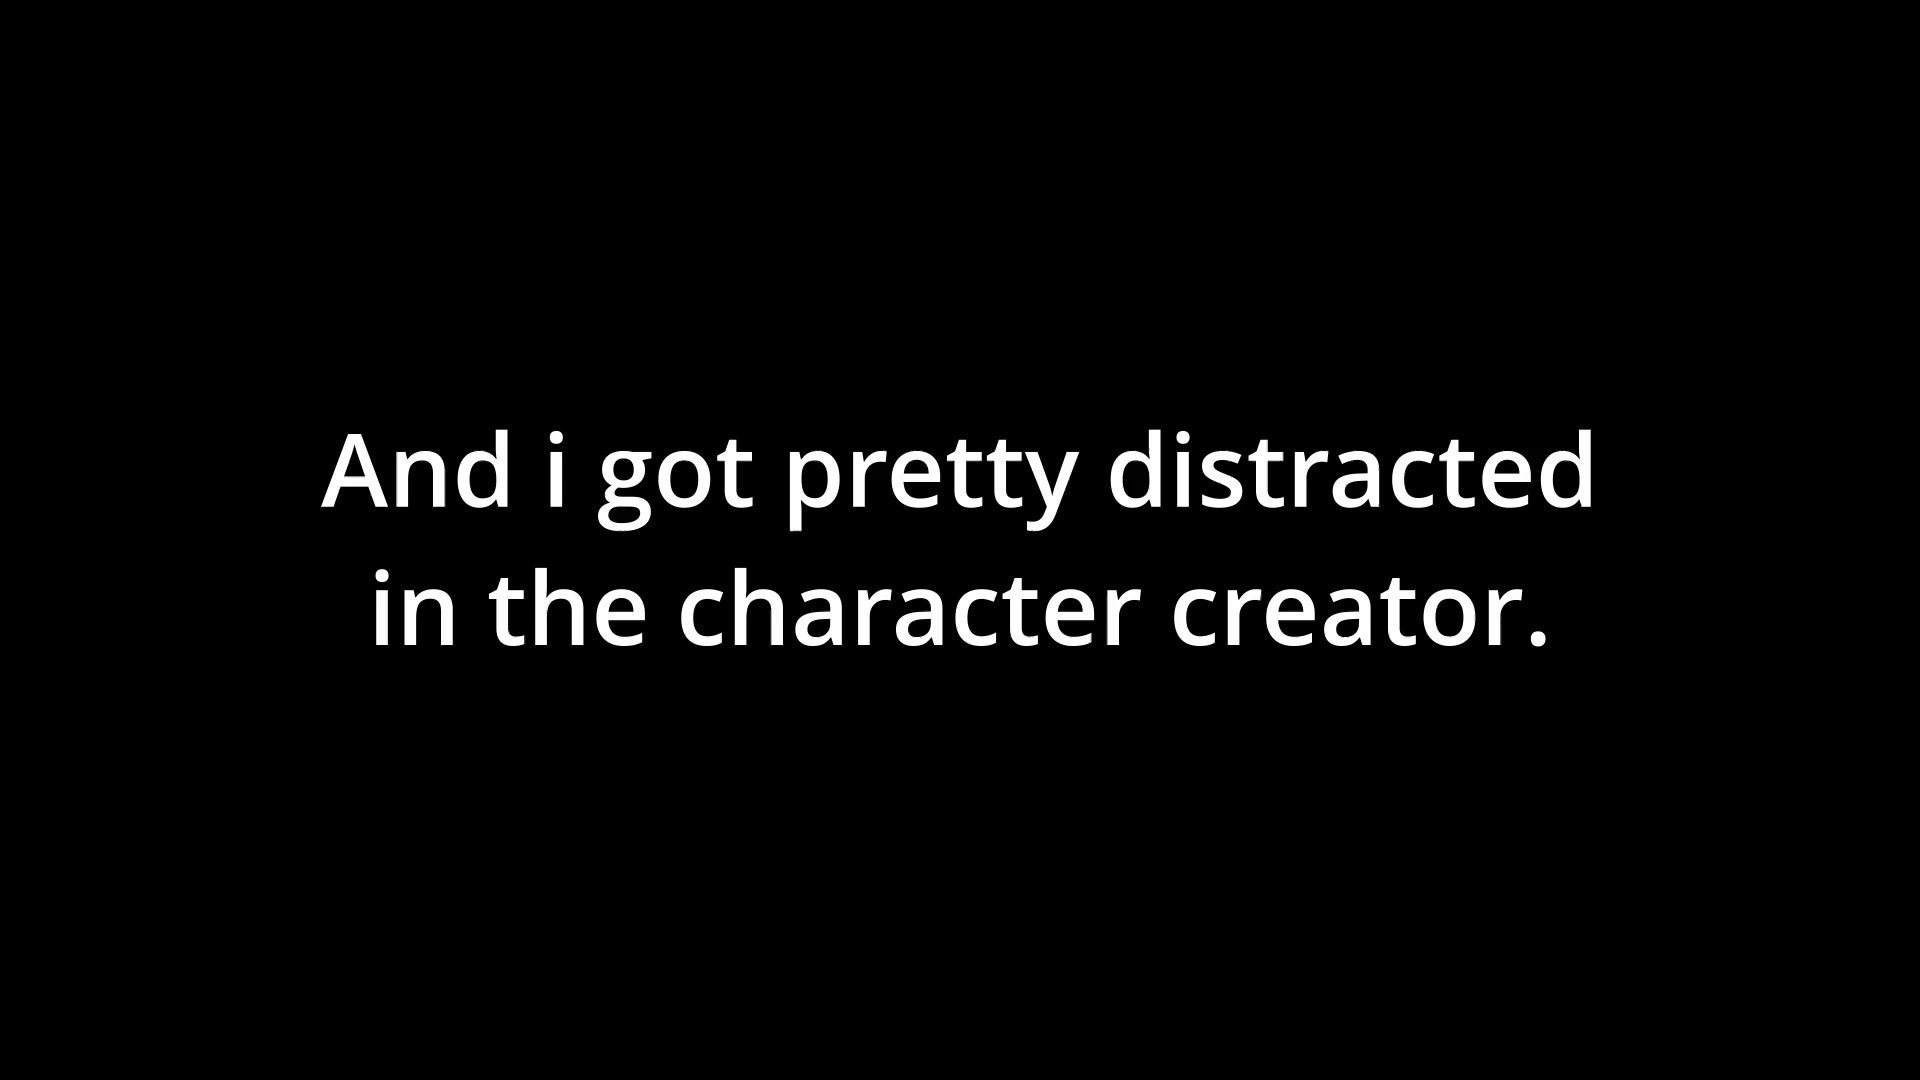 And i got pretty distracted
in the character creator.